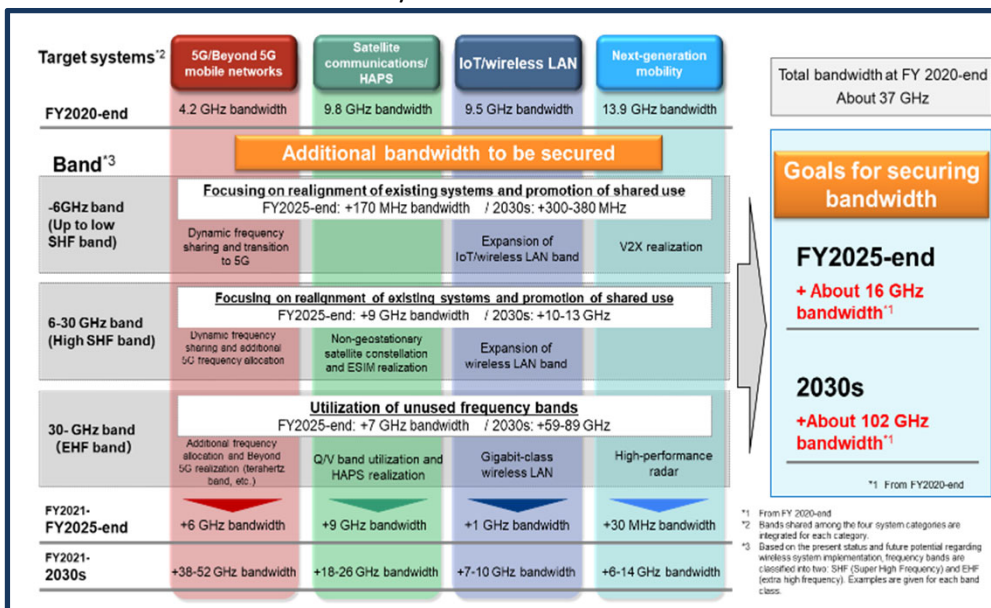 Target systems*2
5G/Beyond 5G
mobile networks
Satellite
communications/
HAPS
IoT/wireless LAN
Next-generation
mobility
FY2020-end
4.2 GHz bandwidth
9.8 GHz bandwidth
9.5 GHz bandwidth
13.9 GHz bandwidth
Total bandwidth at FY 2020-end
About 37 GHz
Band*3
Additional bandwidth to be secured
-6GHz band
(Up to low
SHF band)
Focusing on realignment of existing systems and promotion of shared use
FY2025-end: +170 MHz bandwidth / 2030s: +300-380 MHz
Dynamic frequency
sharing and transition
to 5G
Expansion of
IoT/wireless LAN band
V2X realization
6-30 GHz band
(High SHF band)
Focusing on realignment of existing systems and promotion of shared use
FY2025-end: +9 GHz bandwidth / 2030s: +10-13 GHz
Dynamic frequency
sharing and additional
5G frequency allocation
Non-geostationary
satellite constellation
and ESIM realization
Expansion of
wireless LAN band
30- GHz band
(EHF band)
Utilization of unused frequency bands
FY2025-end: +7 GHz bandwidth / 2030s: +59-89 GHz
Additional frequency
allocation and Beyond
5G realization (terahertz
band, etc.)
Q/V band utilization and
HAPS realization
Gigabit-class
wireless LAN
High-performance
radar
FY2021-
FY2025-end
+6 GHz bandwidth
+9 GHz bandwidth
+1 GHz bandwidth
+30 MHz bandwidth
FY2021-
2030s
+38-52 GHz bandwidth
+18-26 GHz bandwidth
+7-10 GHz bandwidth
+6-14 GHz bandwidth
Goals for securing
bandwidth
FY2025-end
+ About 16 GHz
bandwidth*1
2030s
+About 102 GHz
bandwidth*1
*1 From FY2020-end
*1 From FY 2020-end
*2 Bands shared among the four system categories are
integrated for each category.
*3 Based on the present status and future potential regarding
wireless system implementation, frequency bands are
classified into two: SHF (Super High Frequency) and EHF
(extra high frequency). Examples are given for each band
class.